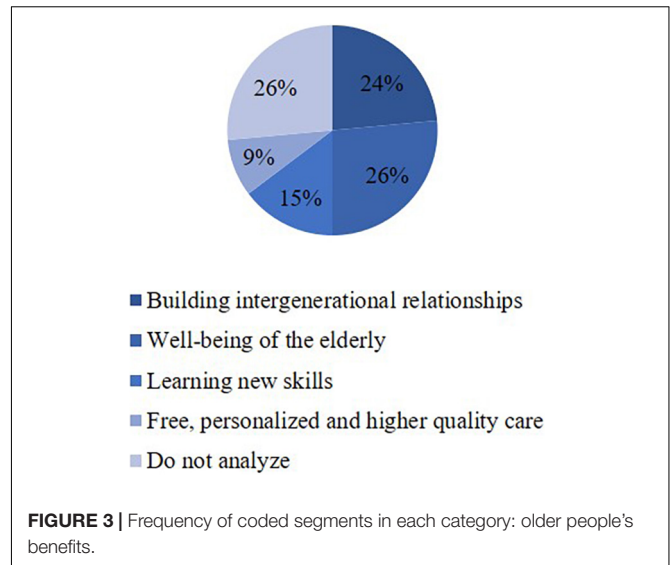 26%
24%
9%
26%
15%
Building intergenerational relationships
Well-being of the elderly
Learning new skills
Free, personalized and higher quality care
Do not analyze
FIGURE 3 | Frequency of coded segments in each category: older people's
benefits.